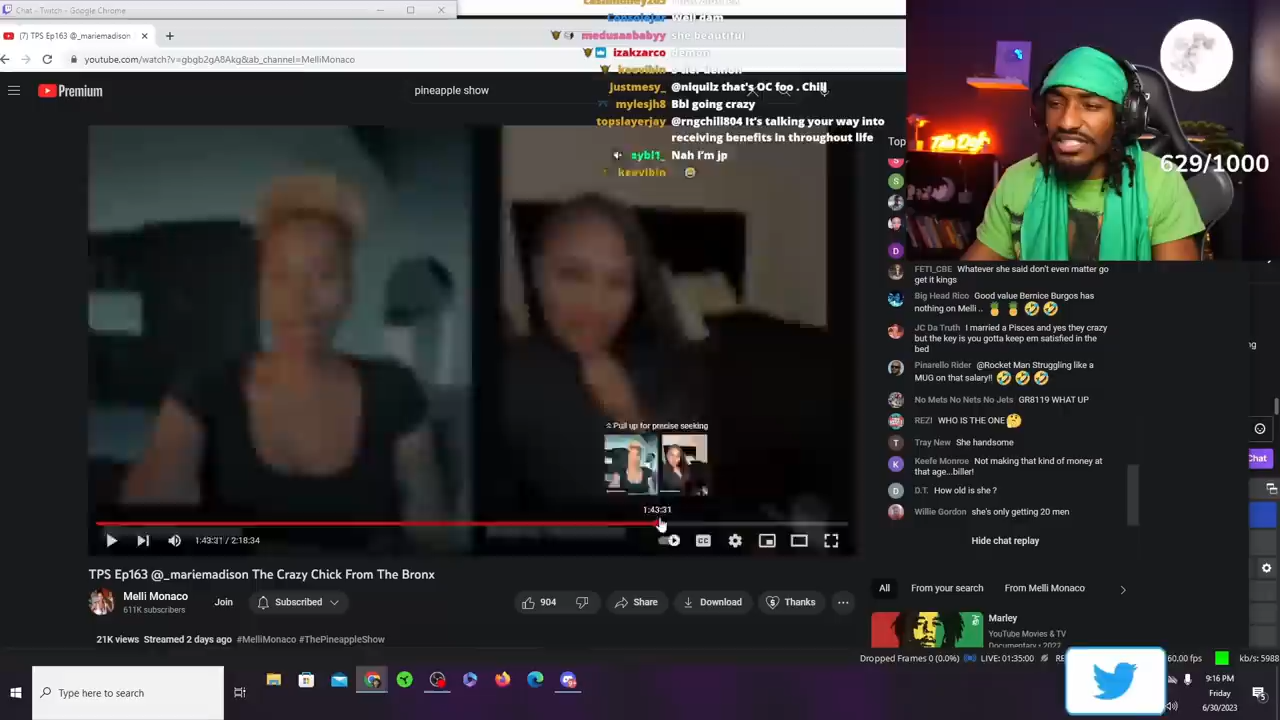 Chat - Twitch - Google Chrome
(7) TPS Ep163 @_mariemadison
Premium
pineapple show
Well dam
medusaababyy she beautiful
izakzarco demon
justmesy_ @niquilz that's OC foo . Chill
mylesjh8 Bbl going crazy
topslayerjay @rngchill804 It's talking your way into
receiving benefits in throughout life
Nah I'm jp
kewvibin
629/1000
Top
FETI_CBE Whatever she said don't even matter go
get it kings
Big Head Rico Good value Bernice Burgos has
nothing on Melli .. 🍍 🍍 🤣 🤣
JC Da Truth I married a Pisces and yes they crazy
but the key is you gotta keep em satisfied in the
bed
Pinarello Rider @Rocket Man Struggling like a
MUG on that salary!! 🤣 🤣 🤣
No Mets No Nets No Jets GR8119 WHAT UP
REZI WHO IS THE ONE 🤔
Tray New She handsome
Keefe Monroe Not making that kind of money at
that age...biller!
D.T. How old is she ?
Willie Gordon she's only getting 20 men
Hide chat replay
Chat
Pull up for precise seeking
1:43:31
1:43:31 / 2:18:34
CC
TPS Ep163 @_mariemadison The Crazy Chick From The Bronx
Melli Monaco
611K subscribers
Join
Subscribed
904
Share
Download
Thanks
All
From your search
From Melli Monaco
21K views Streamed 2 days ago #MelliMonaco #ThePineappleShow
Marley
YouTube Movies & TV
Documentary • 2022
Dropped Frames 0 (0.0%)
LIVE: 01:35:00
60.00 fps
kb/s: 5988
Type here to search
9:16 PM
Friday
6/30/2023